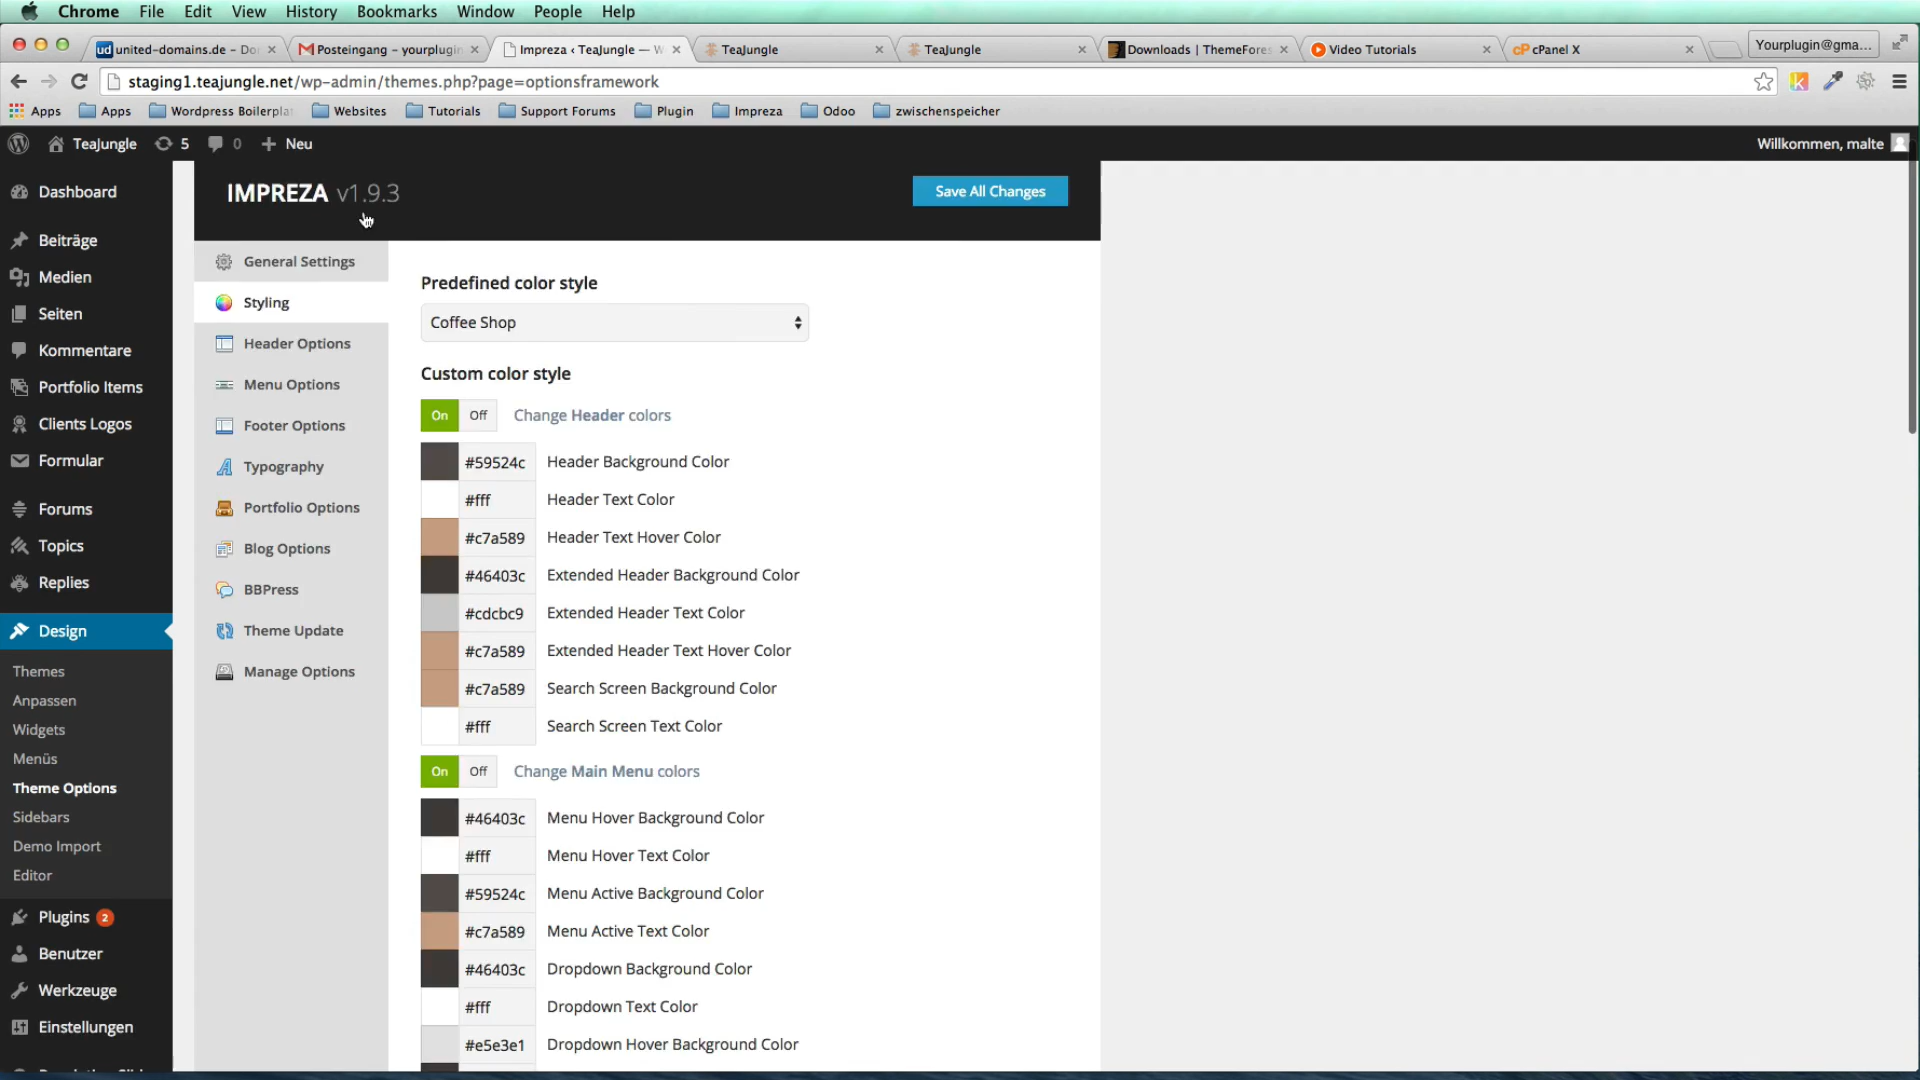 Chrome File Edit View History Bookmarks Window People Help
united-domains.de - Do
Posteingang - yourplugin
Impreza ‹ TeaJungle — W
TeaJungle
TeaJungle
Downloads | ThemeFores
Video Tutorials
cPanel X
Yourplugin@gma...
staging1.teajungle.net/wp-admin/themes.php?page=optionsframework
Apps Apps Wordpress Boilerplat Websites Tutorials Support Forums Plugin Impreza Odoo zwischenspeicher
TeaJungle 5 0 Neu
Willkommen, malte
Dashboard
Beiträge
Medien
Seiten
Kommentare
Portfolio Items
Clients Logos
Formular
Forums
Topics
Replies
Design
Themes
Anpassen
Widgets
Menüs
Theme Options
Sidebars
Demo Import
Editor
Plugins 2
Benutzer
Werkzeuge
Einstellungen
IMPREZA v1.9.3
Save All Changes
General Settings
Styling
Header Options
Menu Options
Footer Options
Typography
Portfolio Options
Blog Options
BBPress
Theme Update
Manage Options
Predefined color style
Coffee Shop
Custom color style
On Off Change Header colors
#59524c Header Background Color
#fff Header Text Color
#c7a589 Header Text Hover Color
#46403c Extended Header Background Color
#cdcbc9 Extended Header Text Color
#c7a589 Extended Header Text Hover Color
#c7a589 Search Screen Background Color
#fff Search Screen Text Color
On Off Change Main Menu colors
#46403c Menu Hover Background Color
#fff Menu Hover Text Color
#59524c Menu Active Background Color
#c7a589 Menu Active Text Color
#46403c Dropdown Background Color
#fff Dropdown Text Color
#e5e3e1 Dropdown Hover Background Color